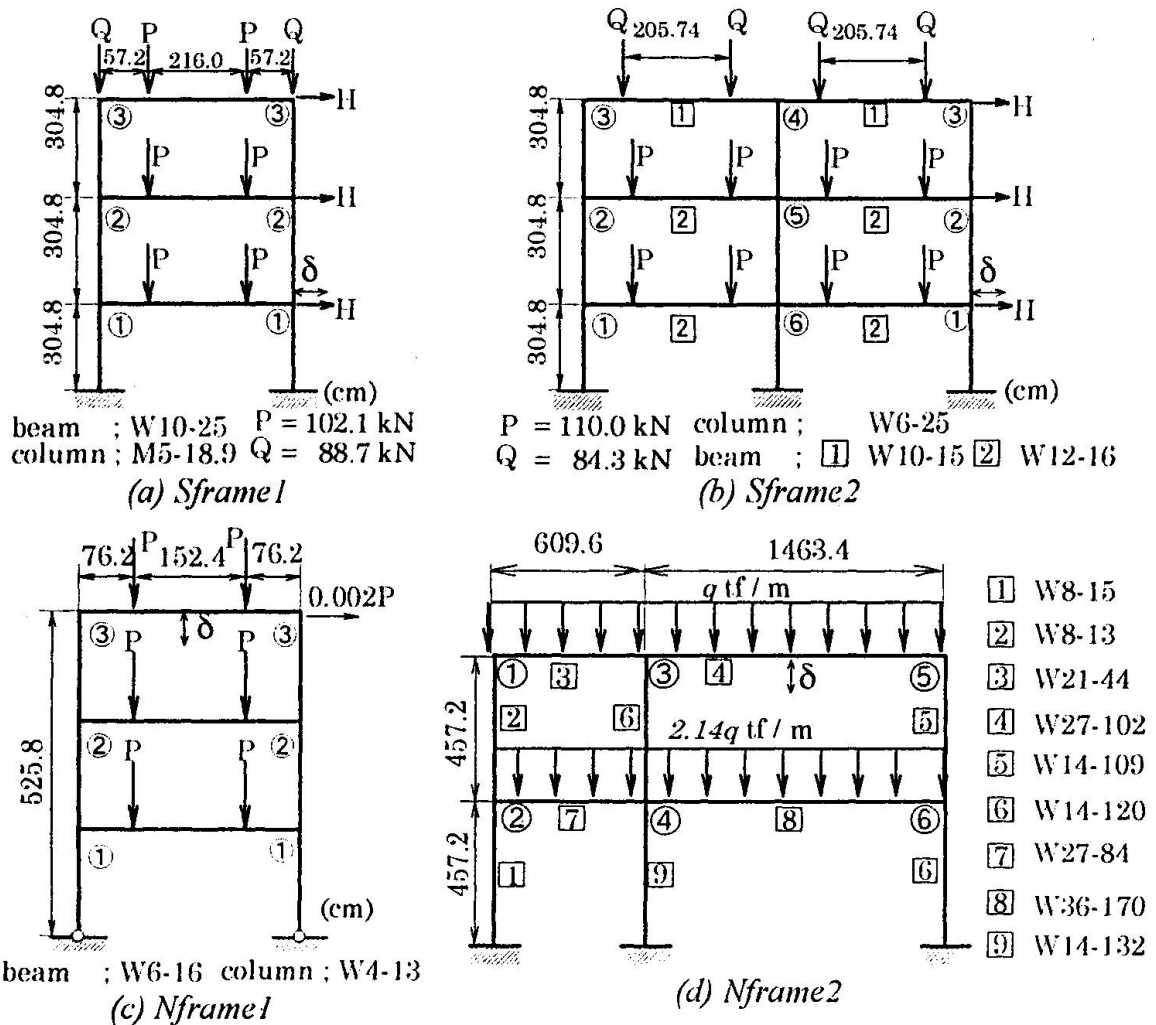 Q P P Q
57.2 216.0 57.2
H
304.8
③ ③
P P
H
304.8
② ②
P P
δ
H
304.8
① ①
(cm)
beam ; W10-25 P = 102.1 kN
column ; M5-18.9 Q = 88.7 kN
(a) Sframe1
Q 205.74 Q Q 205.74 Q
H
304.8
③ 1 ④ 1 ③
P P P P
H
304.8
② 2 ⑤ 2 ②
P P P P
δ
H
304.8
① 2 ⑥ 2 ①
(cm)
P = 110.0 kN column ; W6-25
Q = 84.3 kN beam ; 1 W10-15 2 W12-16
(b) Sframe2
P P
76.2 152.4 76.2
0.002P
③ P δ P ③
② P P ②
525.8
① ①
(cm)
beam ; W6-16 column ; W4-13
(c) Nframe1
609.6 1463.4
q tf / m
① 3 ③ 4 δ ⑤
457.2
2 6 5
2.14q tf / m
② 7 ④ 8 ⑥
457.2
1 9 6
(d) Nframe2
1 W8-15
2 W8-13
3 W21-44
4 W27-102
5 W14-109
6 W14-120
7 W27-84
8 W36-170
9 W14-132